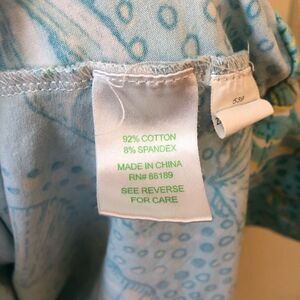 92% COTTON
8% SPANDEX
MADE IN CHINA
RN# 88189
SEE REVERSE
FOR CARE